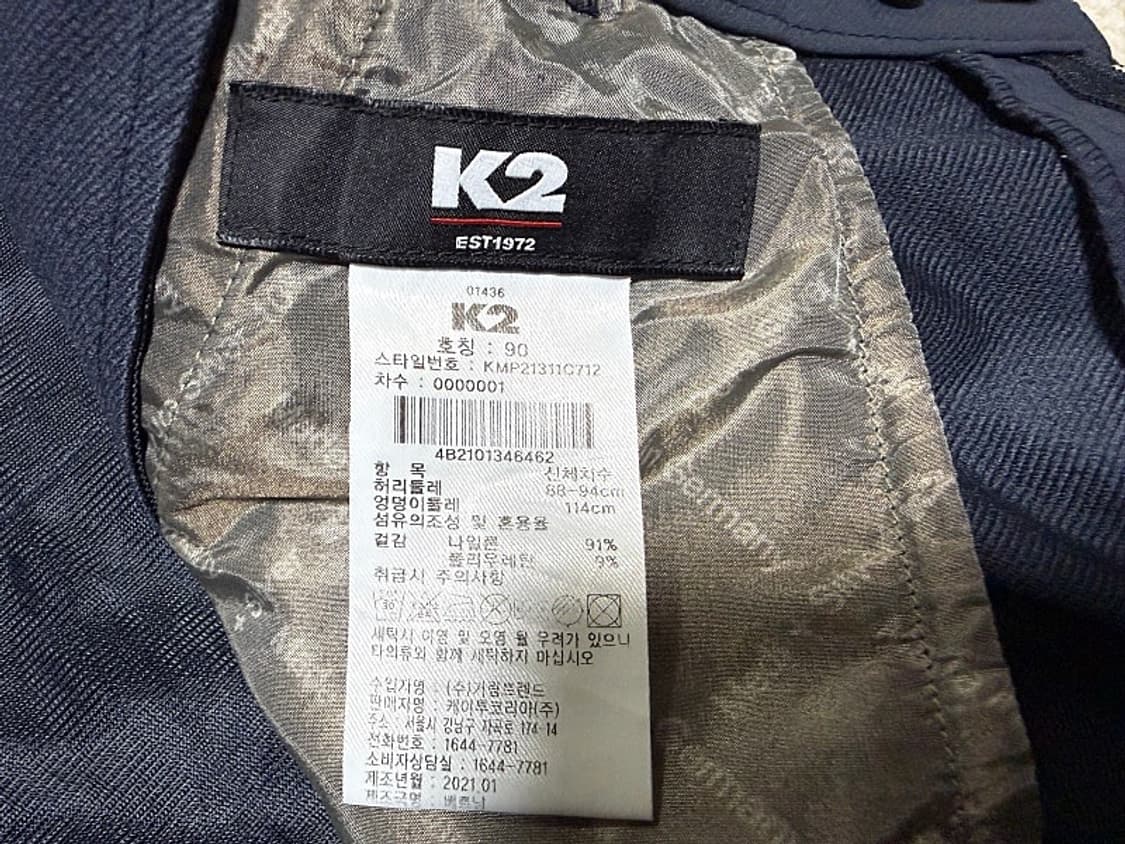 K2
EST1972
01436
K2
호칭 : 90
스타일번호 : KMP21311C712
차수 : 0000001
4B2101346462
항 목 신체치수
허리둘레 88-94cm
엉덩이둘레 114cm
섬유의조성 및 혼용율
겉감 나일론 91%
폴리우레탄 9%
취급시 주의사항
30
세탁시 이염 및 오염 될 우려가 있으니
타의류와 함께 세탁하지 마십시오
수입자명 : (주)가람트렌드
판매자명 : 케이투코리아(주)
주소 : 서울시 강남구 자곡로 174-14
전화번호 : 1644-7781
소비자상담실 : 1644-7781
제조년월 : 2021.01
제조국명 : 베트남